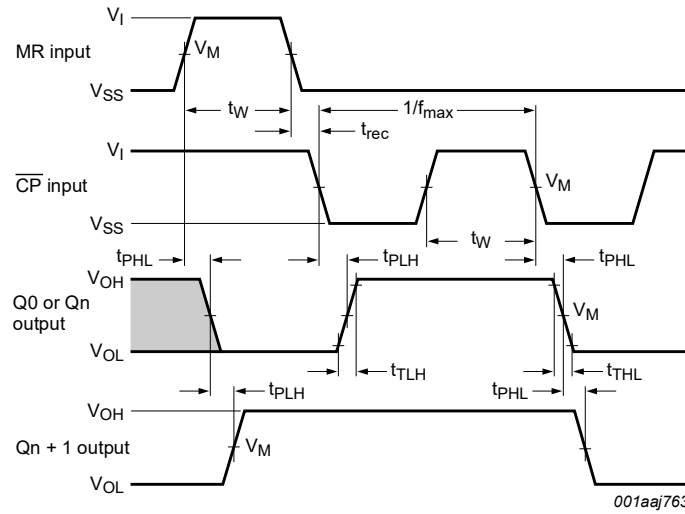 V_I
MR input
V_M
V_SS
t_W
1/f_max
t_rec
V_I
CP input
V_M
V_SS
t_W
t_PHL
t_PLH
t_PHL
V_OH
Q0 or Qn
output
V_M
V_OL
t_TLH
t_THL
t_PLH
t_PHL
V_OH
Qn + 1 output
V_M
V_OL
001aaj763